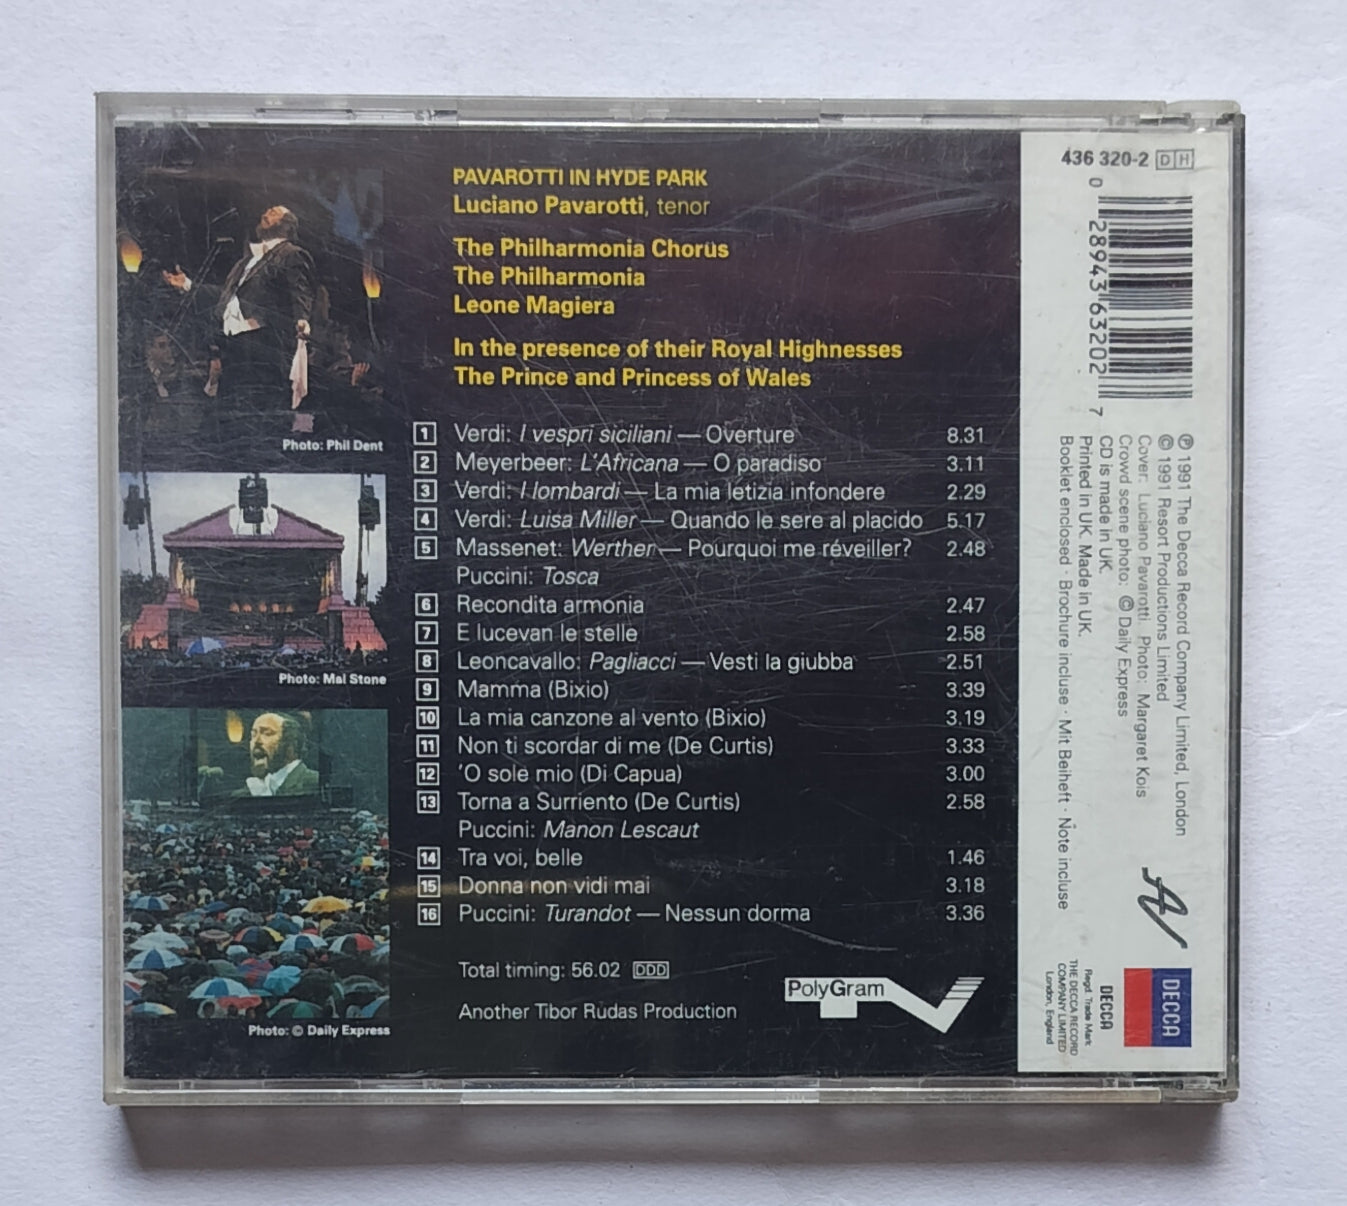 PAVAROTTI IN HYDE PARK
Luciano Pavarotti, tenor
The Philharmonia Chorus
The Philharmonia
Leone Magiera
In the presence of their Royal Highnesses
The Prince and Princess of Wales
1 Verdi: I vespri siciliani — Overture 8.31
2 Meyerbeer: L'Africana — O paradiso 3.11
3 Verdi: I lombardi — La mia letizia infondere 2.29
4 Verdi: Luisa Miller — Quando le sere al placido 5.17
5 Massenet: Werther — Pourquoi me réveiller? 2.48
Puccini: Tosca
6 Recondita armonia 2.47
7 E lucevan le stelle 2.58
8 Leoncavallo: Pagliacci — Vesti la giubba 2.51
9 Mamma (Bixio) 3.39
10 La mia canzone al vento (Bixio) 3.19
11 Non ti scordar di me (De Curtis) 3.33
12 'O sole mio (Di Capua) 3.00
13 Torna a Surriento (De Curtis) 2.58
Puccini: Manon Lescaut
14 Tra voi, belle 1.46
15 Donna non vidi mai 3.18
16 Puccini: Turandot — Nessun dorma 3.36
Total timing: 56.02 DDD
Another Tibor Rudas Production
PolyGram
Photo: Phil Dent
Photo: Mal Stone
Photo: © Daily Express
436 320-2 DH
0 28943 63202 7
℗ 1991 The Decca Record Company Limited, London
© 1991 Resort Productions Limited
Cover: Luciano Pavarotti. Photo: Margaret Kois
Crowd scene photo: © Daily Express
CD is made in UK.
Printed in UK. Made in UK.
Booklet enclosed · Brochure incluse · Mit Beiheft · Note incluse
DECCA
DECCA
Regd. Trade Mark
THE DECCA RECORD
COMPANY LIMITED
London, England